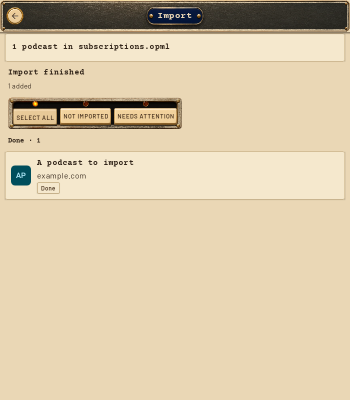 Import
1 podcast in subscriptions.opml
Import finished
1 added
SELECT ALL NOT IMPORTED NEEDS ATTENTION
Done · 1
A podcast to import
AP
example.com
Done